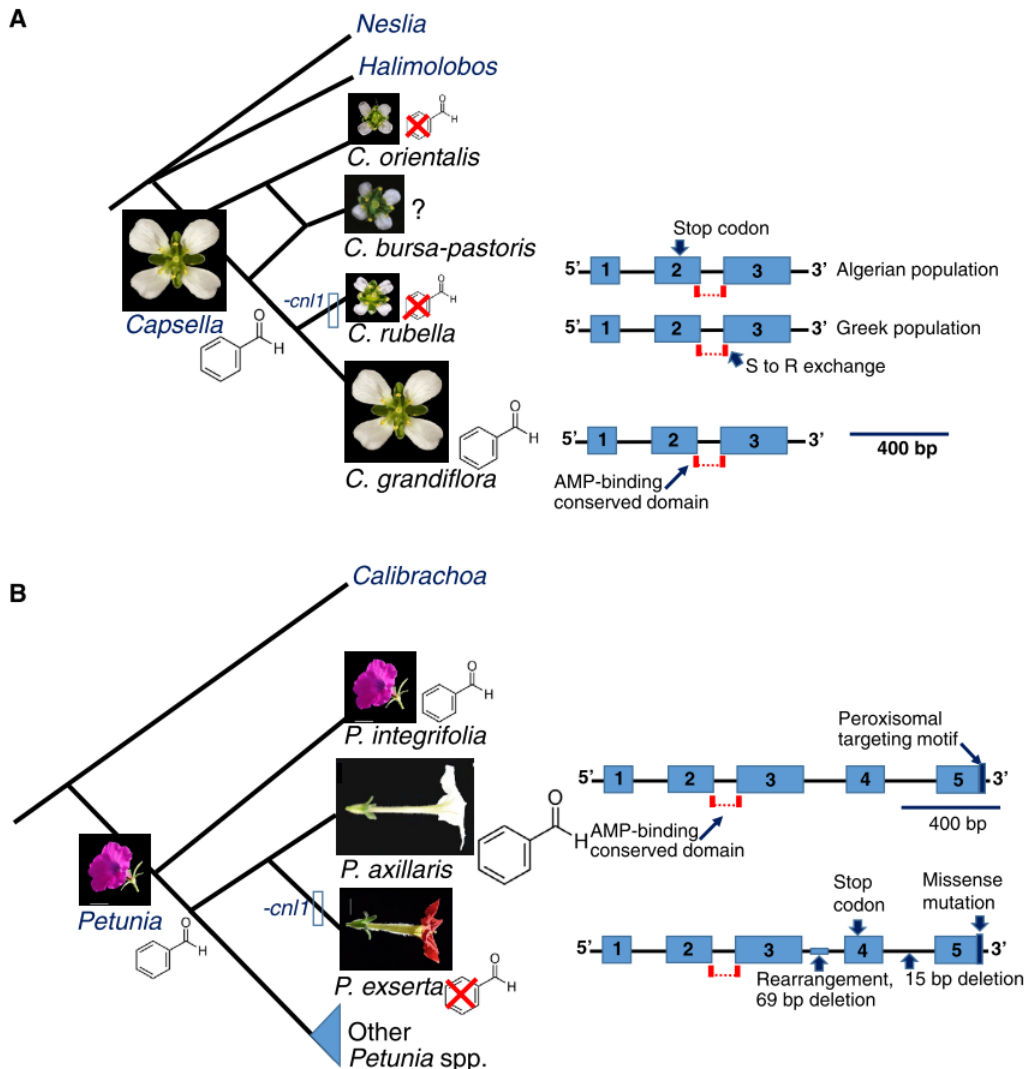 A
Neslia
Halimolobos
O
H
C. orientalis
?
C. bursa-pastoris
-cnl1
O
H
C. rubella
Capsella
O
H
O
H
C. grandiflora
Stop codon
5’ 1 2 3 3’ Algerian population
5’ 1 2 3 3’ Greek population
S to R exchange
5’ 1 2 3 3’
400 bp
AMP-binding
conserved domain
B
Calibrachoa
O
H
P. integrifolia
O
H
P. axillaris
Petunia
O
H
-cnl1
P. exserta
O
H
Other
Petunia spp.
Peroxisomal
targeting motif
5’ 1 2 3 4 5 3’
400 bp
AMP-binding
conserved domain
Stop
codon
Missense
mutation
5’ 1 2 3 4 5 3’
Rearrangement,
69 bp deletion
15 bp deletion